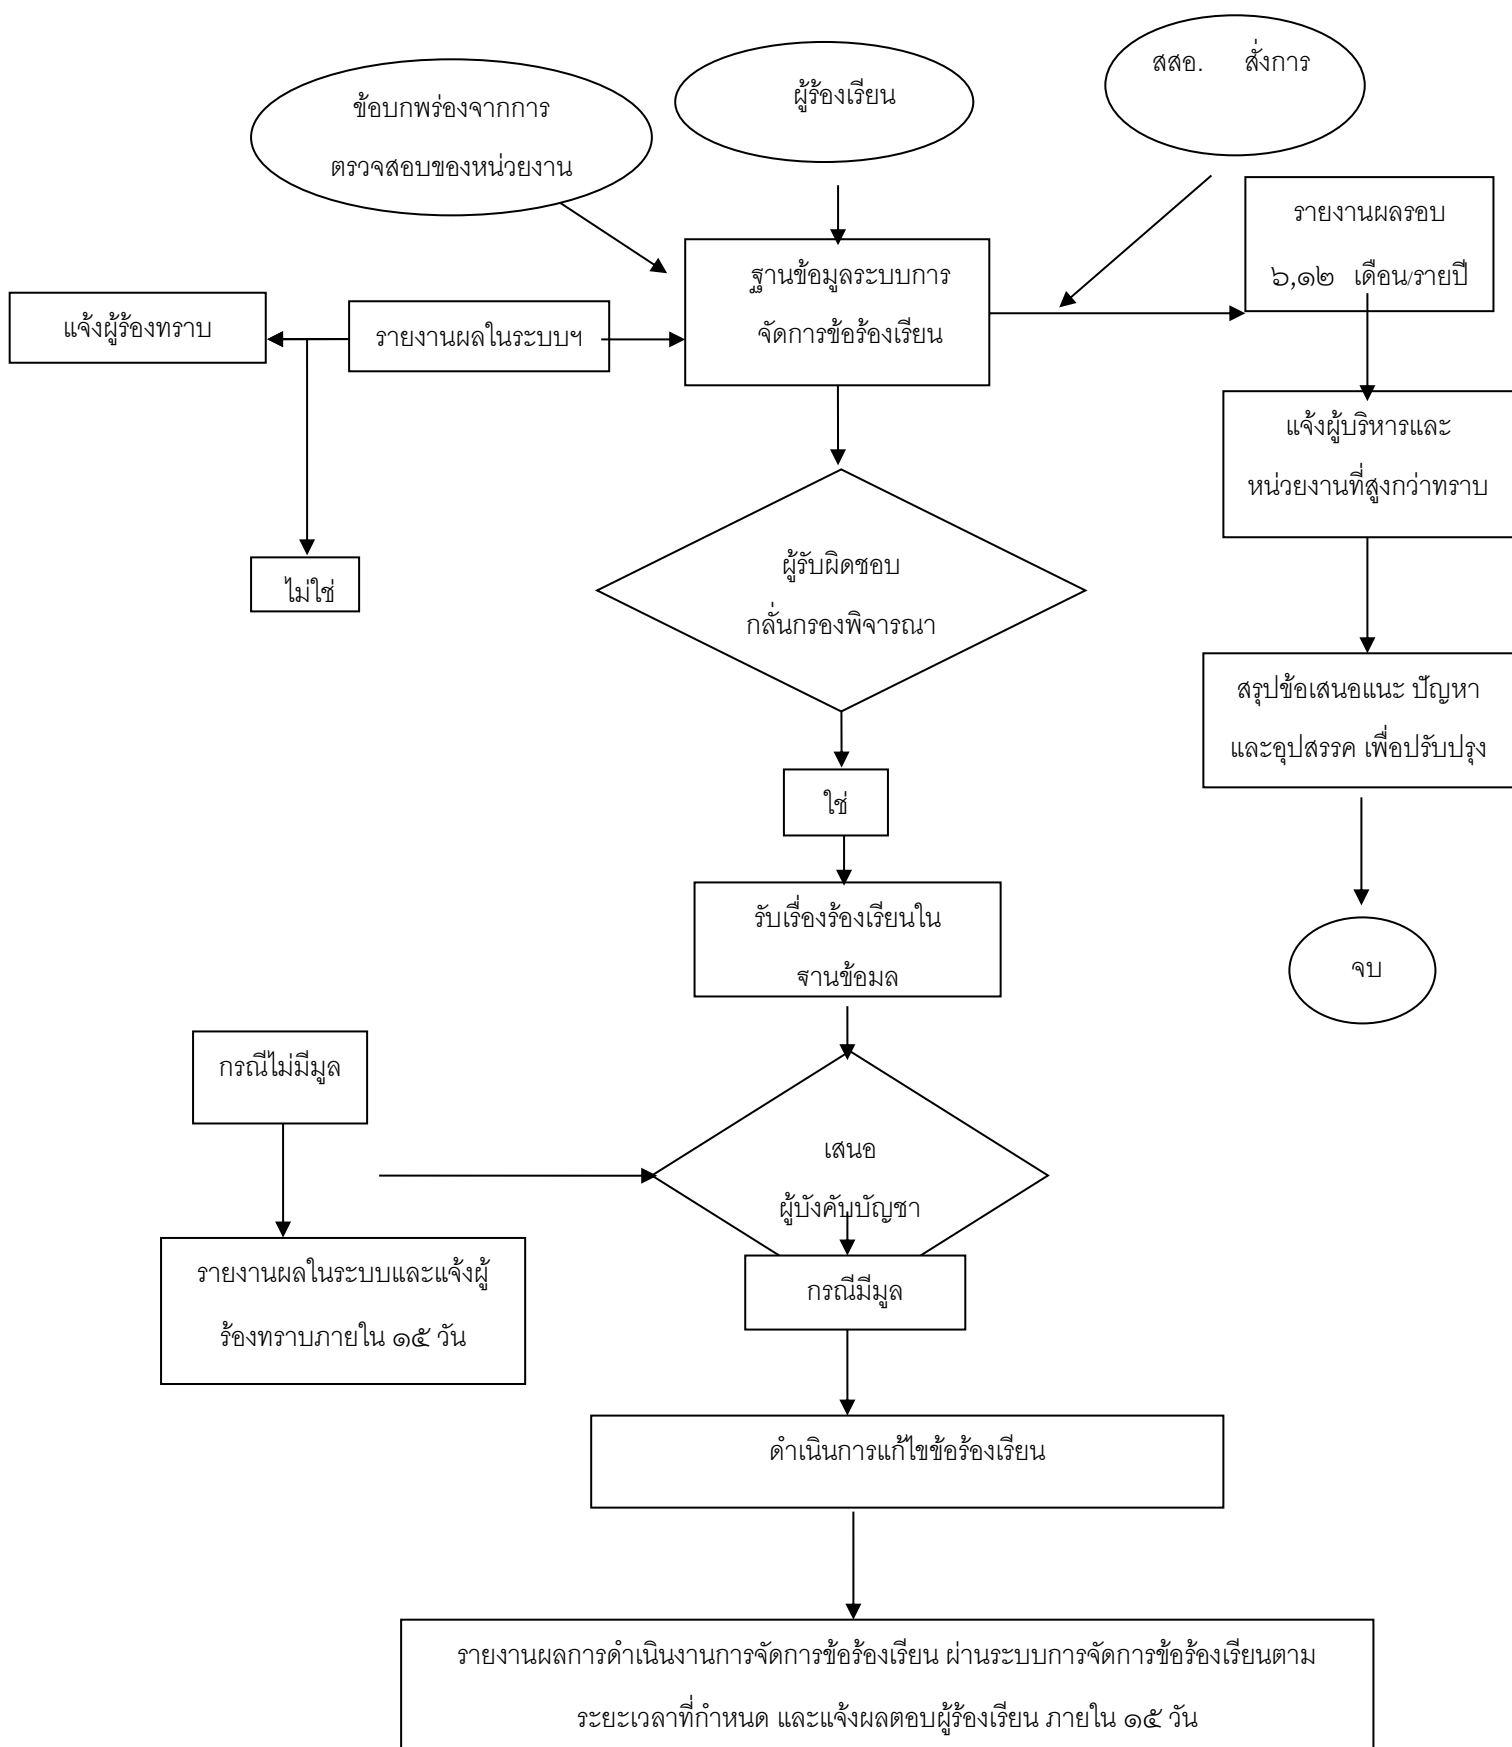 ข้อบกพร่องจากการ
ตรวจสอบของหน่วยงาน
ผู้ร้องเรียน
สสอ. สั่งการ
แจ้งผู้ร้องทราบ
รายงานผลในระบบฯ
ฐานข้อมูลระบบการ
จัดการข้อร้องเรียน
รายงานผลรอบ
๖,๑๒ เดือน/รายปี
ไม่ใช่
ผู้รับผิดชอบ
กลั่นกรองพิจารณา
แจ้งผู้บริหารและ
หน่วยงานที่สูงกว่าทราบ
สรุปข้อเสนอแนะ ปัญหา
และอุปสรรค เพื่อปรับปรุง
ใช่
รับเรื่องร้องเรียนใน
ฐานข้อมูล
จบ
กรณีไม่มีมูล
เสนอ
ผู้บังคับบัญชา
รายงานผลในระบบและแจ้งผู้
ร้องทราบภายใน ๑๕ วัน
กรณีมีมูล
ดำเนินการแก้ไขข้อร้องเรียน
รายงานผลการดำเนินงานการจัดการข้อร้องเรียน ผ่านระบบการจัดการข้อร้องเรียนตาม
ระยะเวลาที่กำหนด และแจ้งผลตอบผู้ร้องเรียน ภายใน ๑๕ วัน